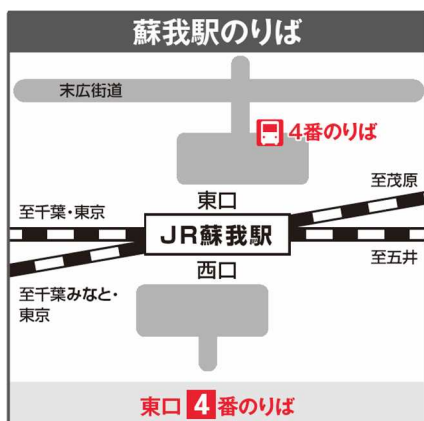 蘇我駅のりば
末広街道
4番のりば
東口
至茂原
至千葉・東京
JR蘇我駅
至五井
西口
至千葉みなと・
東京
東口 4 番のりば